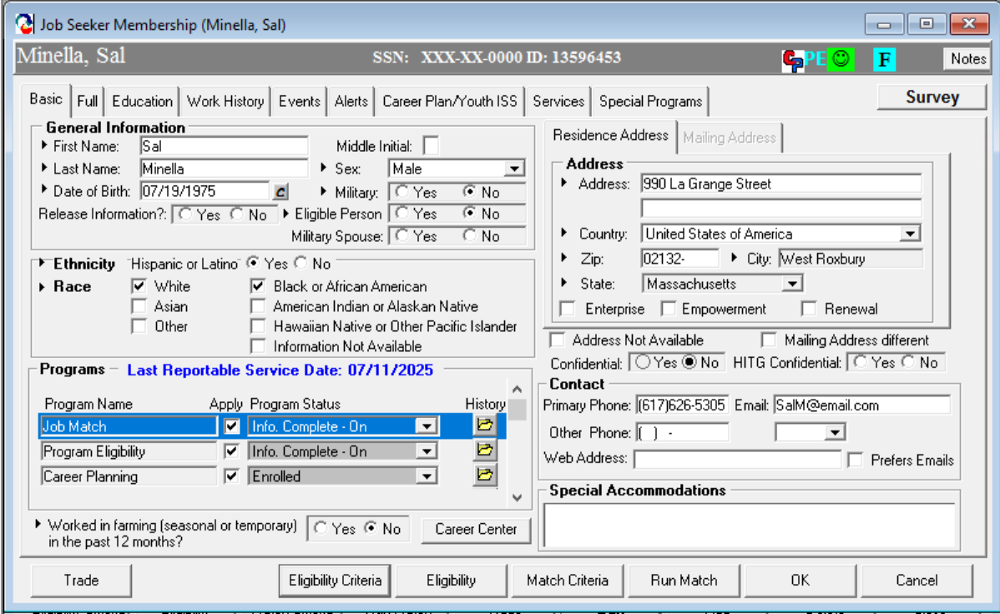 Job Seeker Membership (Minella, Sal)
Minella, Sal SSN: XXX-XX-0000 ID: 13596453 CP PE F Notes
Basic Full Education Work History Events Alerts Career Plan/Youth ISS Services Special Programs Survey
General Information
First Name: Sal Middle Initial:
Last Name: Minella Sex: Male
Date of Birth: 07/19/1975 C Military: Yes No
Release Information?: Yes No Eligible Person Yes No
Military Spouse: Yes No
Ethnicity Hispanic or Latino Yes No
Race White Black or African American
Asian American Indian or Alaskan Native
Other Hawaiian Native or Other Pacific Islander
Information Not Available
Programs Last Reportable Service Date: 07/11/2025
Program Name Apply Program Status History
Job Match Info. Complete - On
Program Eligibility Info. Complete - On
Career Planning Enrolled
Worked in farming (seasonal or temporary) Yes No Career Center
in the past 12 months?
Residence Address Mailing Address
Address
Address: 990 La Grange Street
Country: United States of America
Zip: 02132- City: West Roxbury
State: Massachusetts
Enterprise Empowerment Renewal
Address Not Available Mailing Address different
Confidential: Yes No HITG Confidential: Yes No
Contact
Primary Phone: (617)626-5305 Email: SalM@email.com
Other Phone: ( ) -
Web Address: Prefers Emails
Special Accommodations
Trade Eligibility Criteria Eligibility Match Criteria Run Match OK Cancel